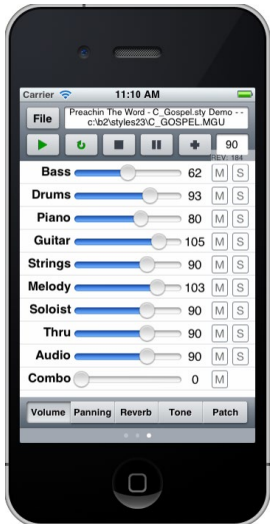 Carrier 11:10 AM
File Preachin The Word - C_Gospel.sty Demo - -
c:\b2\styles23\C_GOSPEL.MGU
90
REV: 184
Bass 62 M S
Drums 93 M S
Piano 80 M S
Guitar 105 M S
Strings 90 M S
Melody 103 M S
Soloist 90 M S
Thru 90 M S
Audio 90 M S
Combo 0 M
Volume Panning Reverb Tone Patch